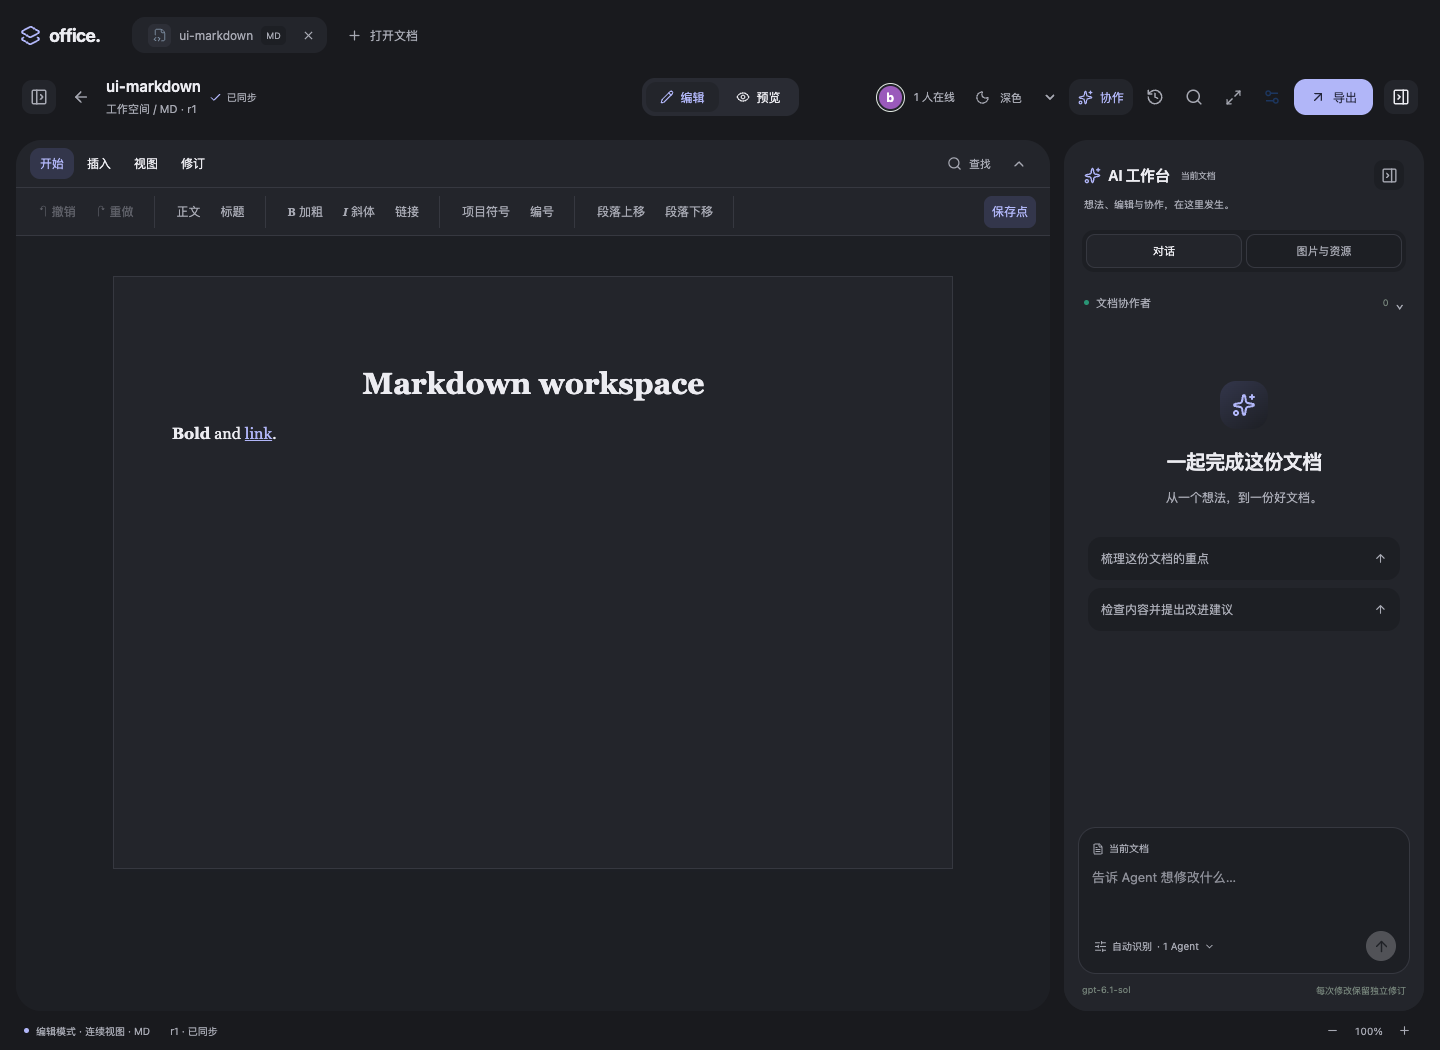 office.
ui-markdown MD
打开文档
ui-markdown
工作空间 / MD · r1
已同步
编辑
预览
b
1 人在线
深色
协作
导出
开始 插入 视图 修订
查找
撤销 重做 正文 标题 B 加粗 I 斜体 链接 项目符号 编号 段落上移 段落下移 保存点
Markdown workspace
Bold and link.
AI 工作台 当前文档
想法、编辑与协作，在这里发生。
对话 图片与资源
文档协作者 0
一起完成这份文档
从一个想法，到一份好文档。
梳理这份文档的重点
检查内容并提出改进建议
当前文档
告诉 Agent 想修改什么...
自动识别 · 1 Agent
gpt-6.1-sol 每次修改保留独立修订
编辑模式 · 连续视图 · MD r1 · 已同步
100%